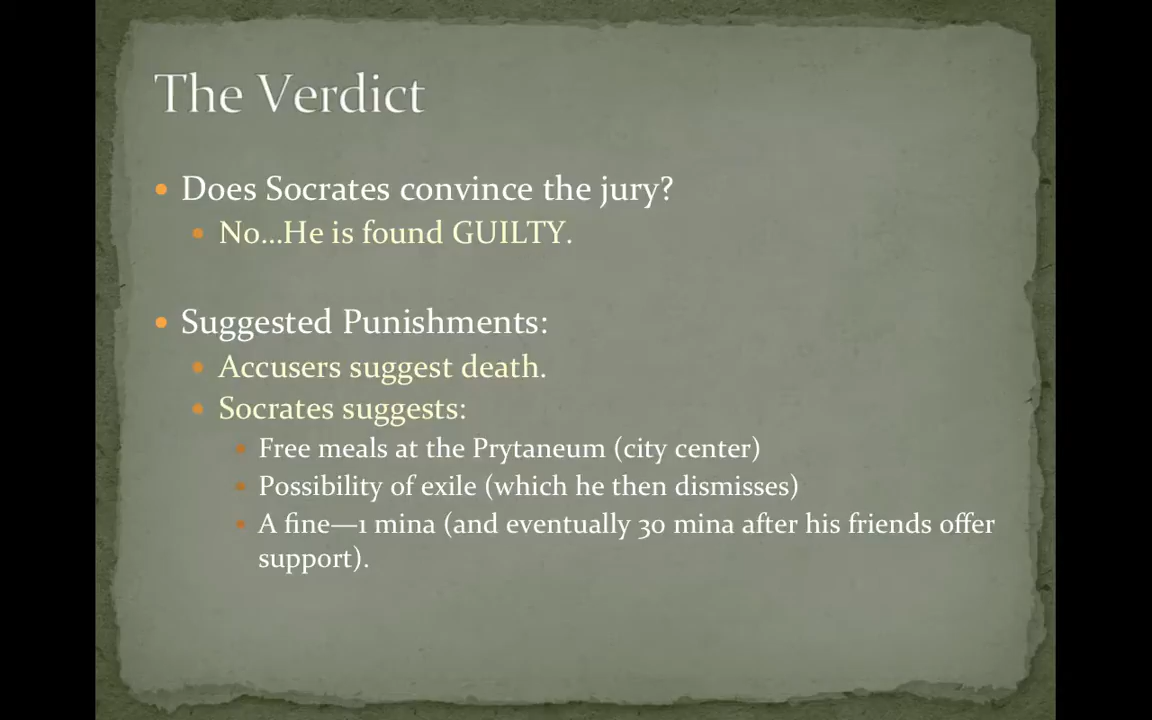 The Verdict
Does Socrates convince the jury?
No…He is found GUILTY.
Suggested Punishments:
Accusers suggest death.
Socrates suggests:
Free meals at the Prytaneum (city center)
Possibility of exile (which he then dismisses)
A fine—1 mina (and eventually 30 mina after his friends offer
support).